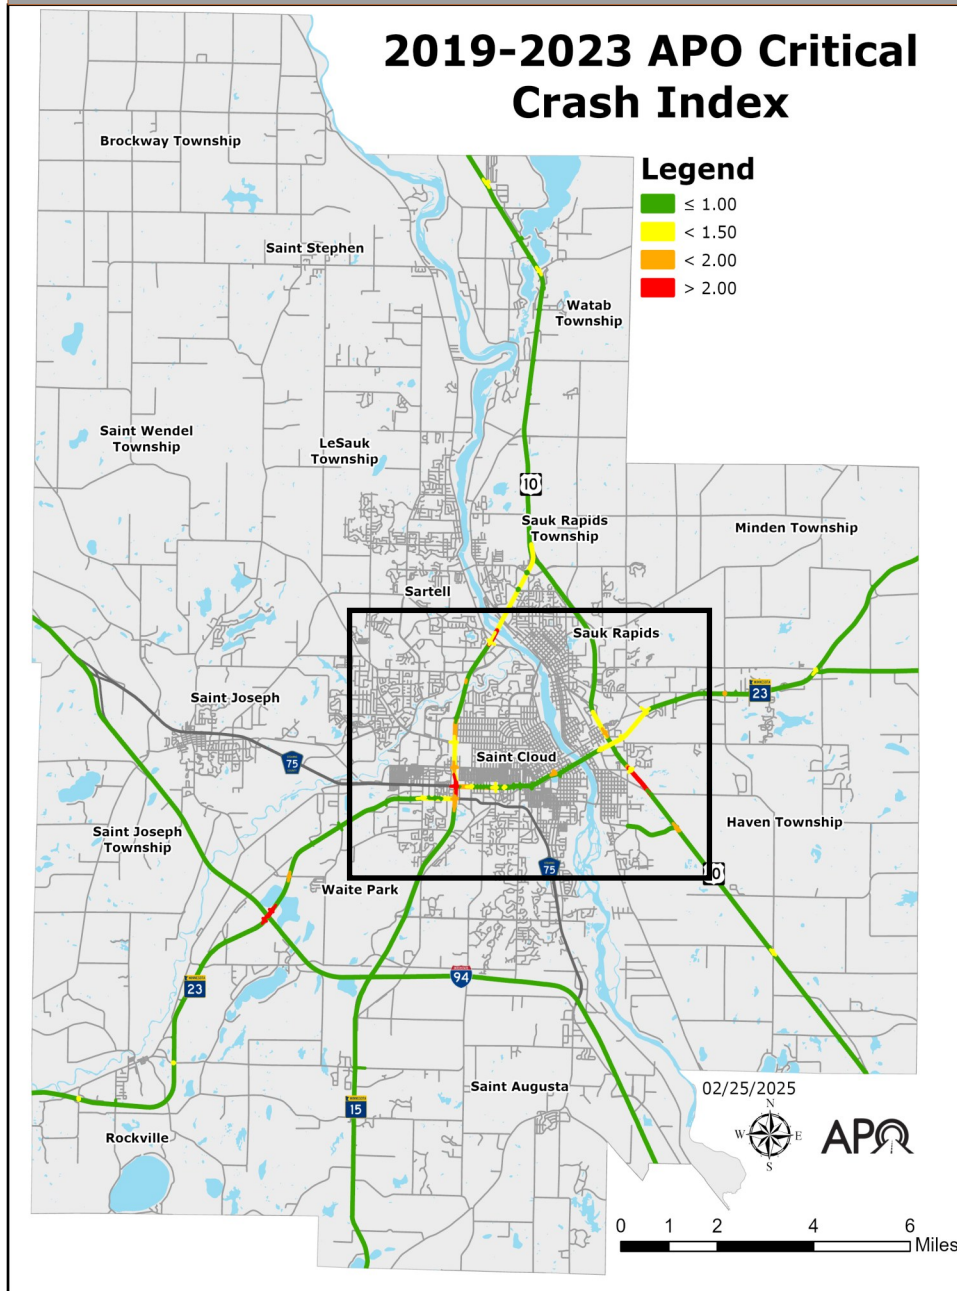 2019-2023 APO Critical
Crash Index
Legend
≤ 1.00
< 1.50
< 2.00
> 2.00
Brockway Township
Saint Stephen
Watab
Township
Saint Wendel
Township
LeSauk
Township
10
Sauk Rapids
Township
Minden Township
Sartell
Sauk Rapids
Saint Joseph
23
75
Saint Cloud
Saint Joseph
Township
Haven Township
75
Waite Park
94
23
Saint Augusta
15
Rockville
02/25/2025
N
W
E
S
APO
0 1 2 4 6
Miles